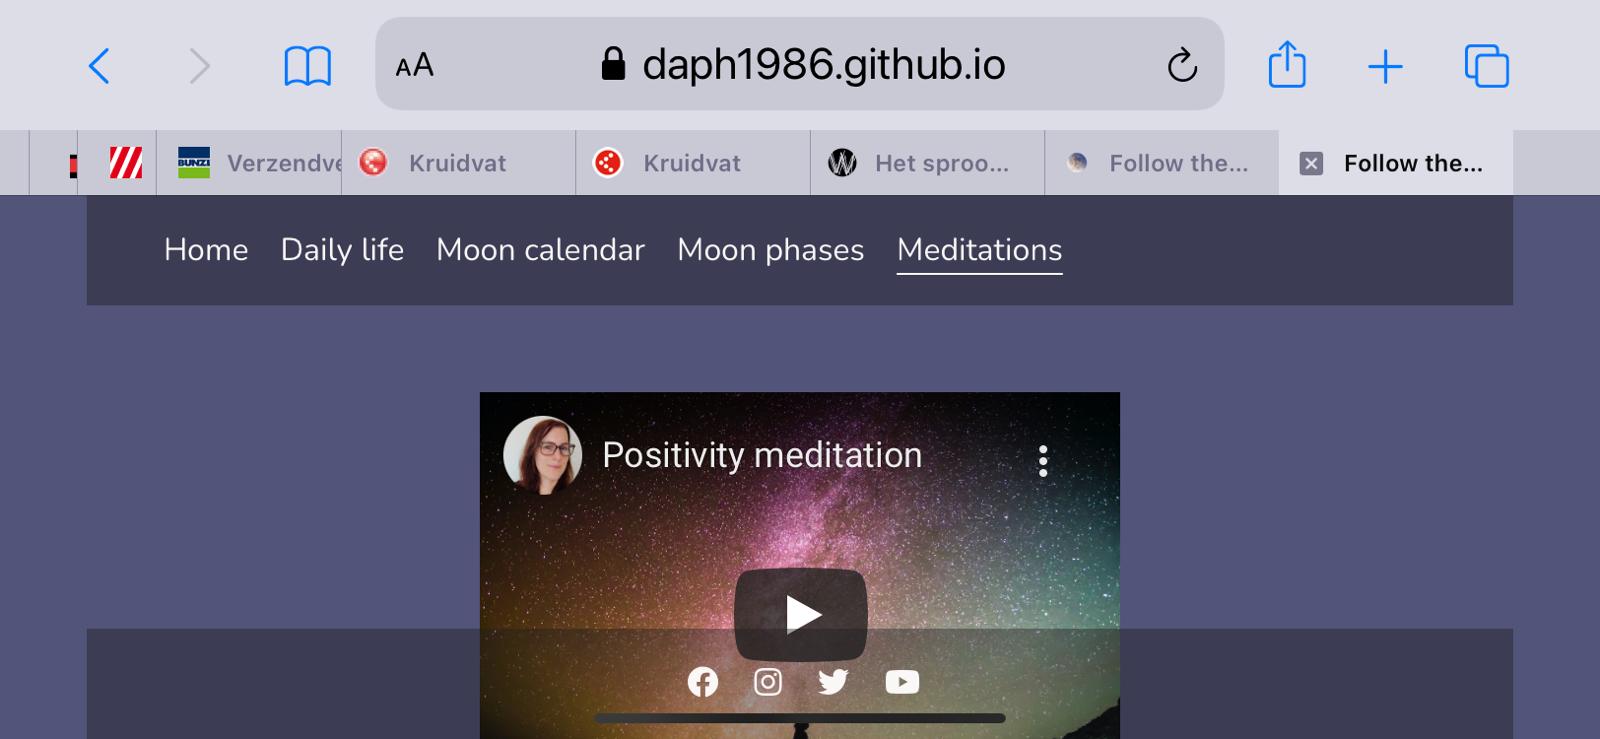 AA daph1986.github.io
BUNZL Verzendve Kruidvat Kruidvat Het sproo... Follow the... Follow the...
Home Daily life Moon calendar Moon phases Meditations
Positivity meditation